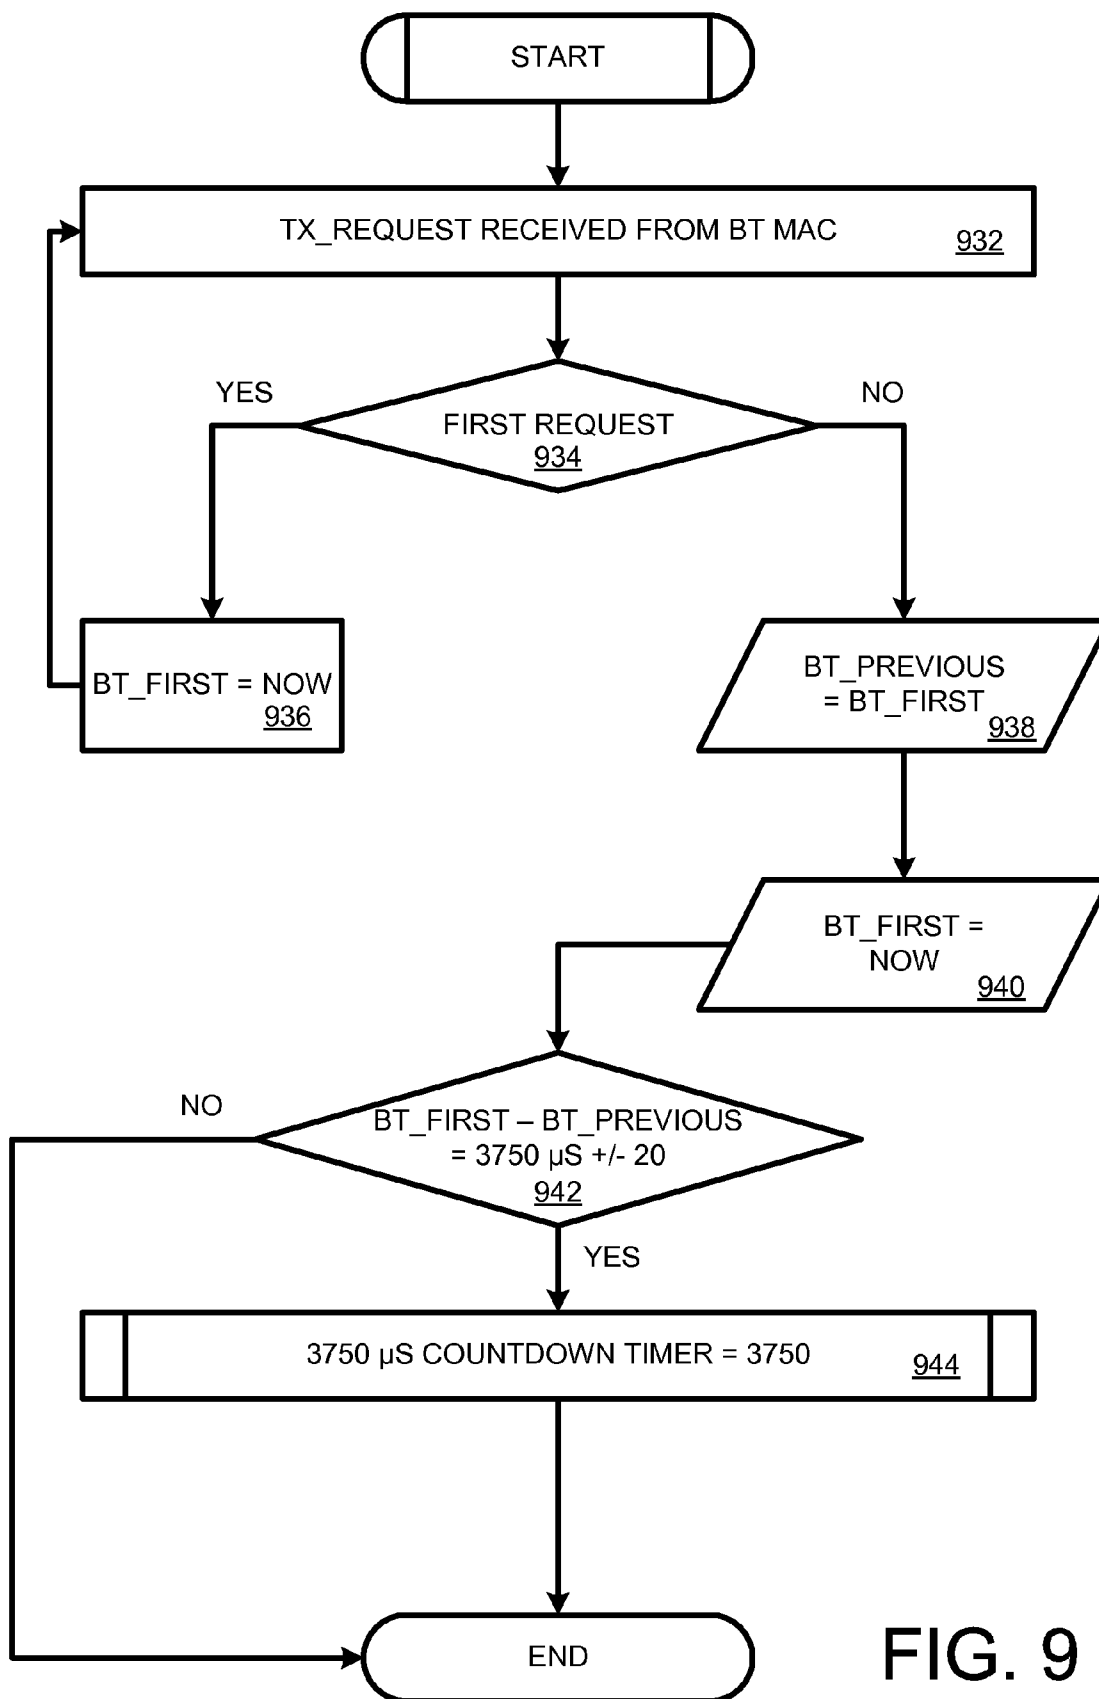 START
TX_REQUEST RECEIVED FROM BT MAC
932
YES
NO
FIRST REQUEST
934
BT_FIRST = NOW
936
BT_PREVIOUS
= BT_FIRST
938
BT_FIRST =
NOW
940
NO
BT_FIRST – BT_PREVIOUS
= 3750 µS +/- 20
942
YES
3750 µS COUNTDOWN TIMER = 3750
944
END
FIG. 9